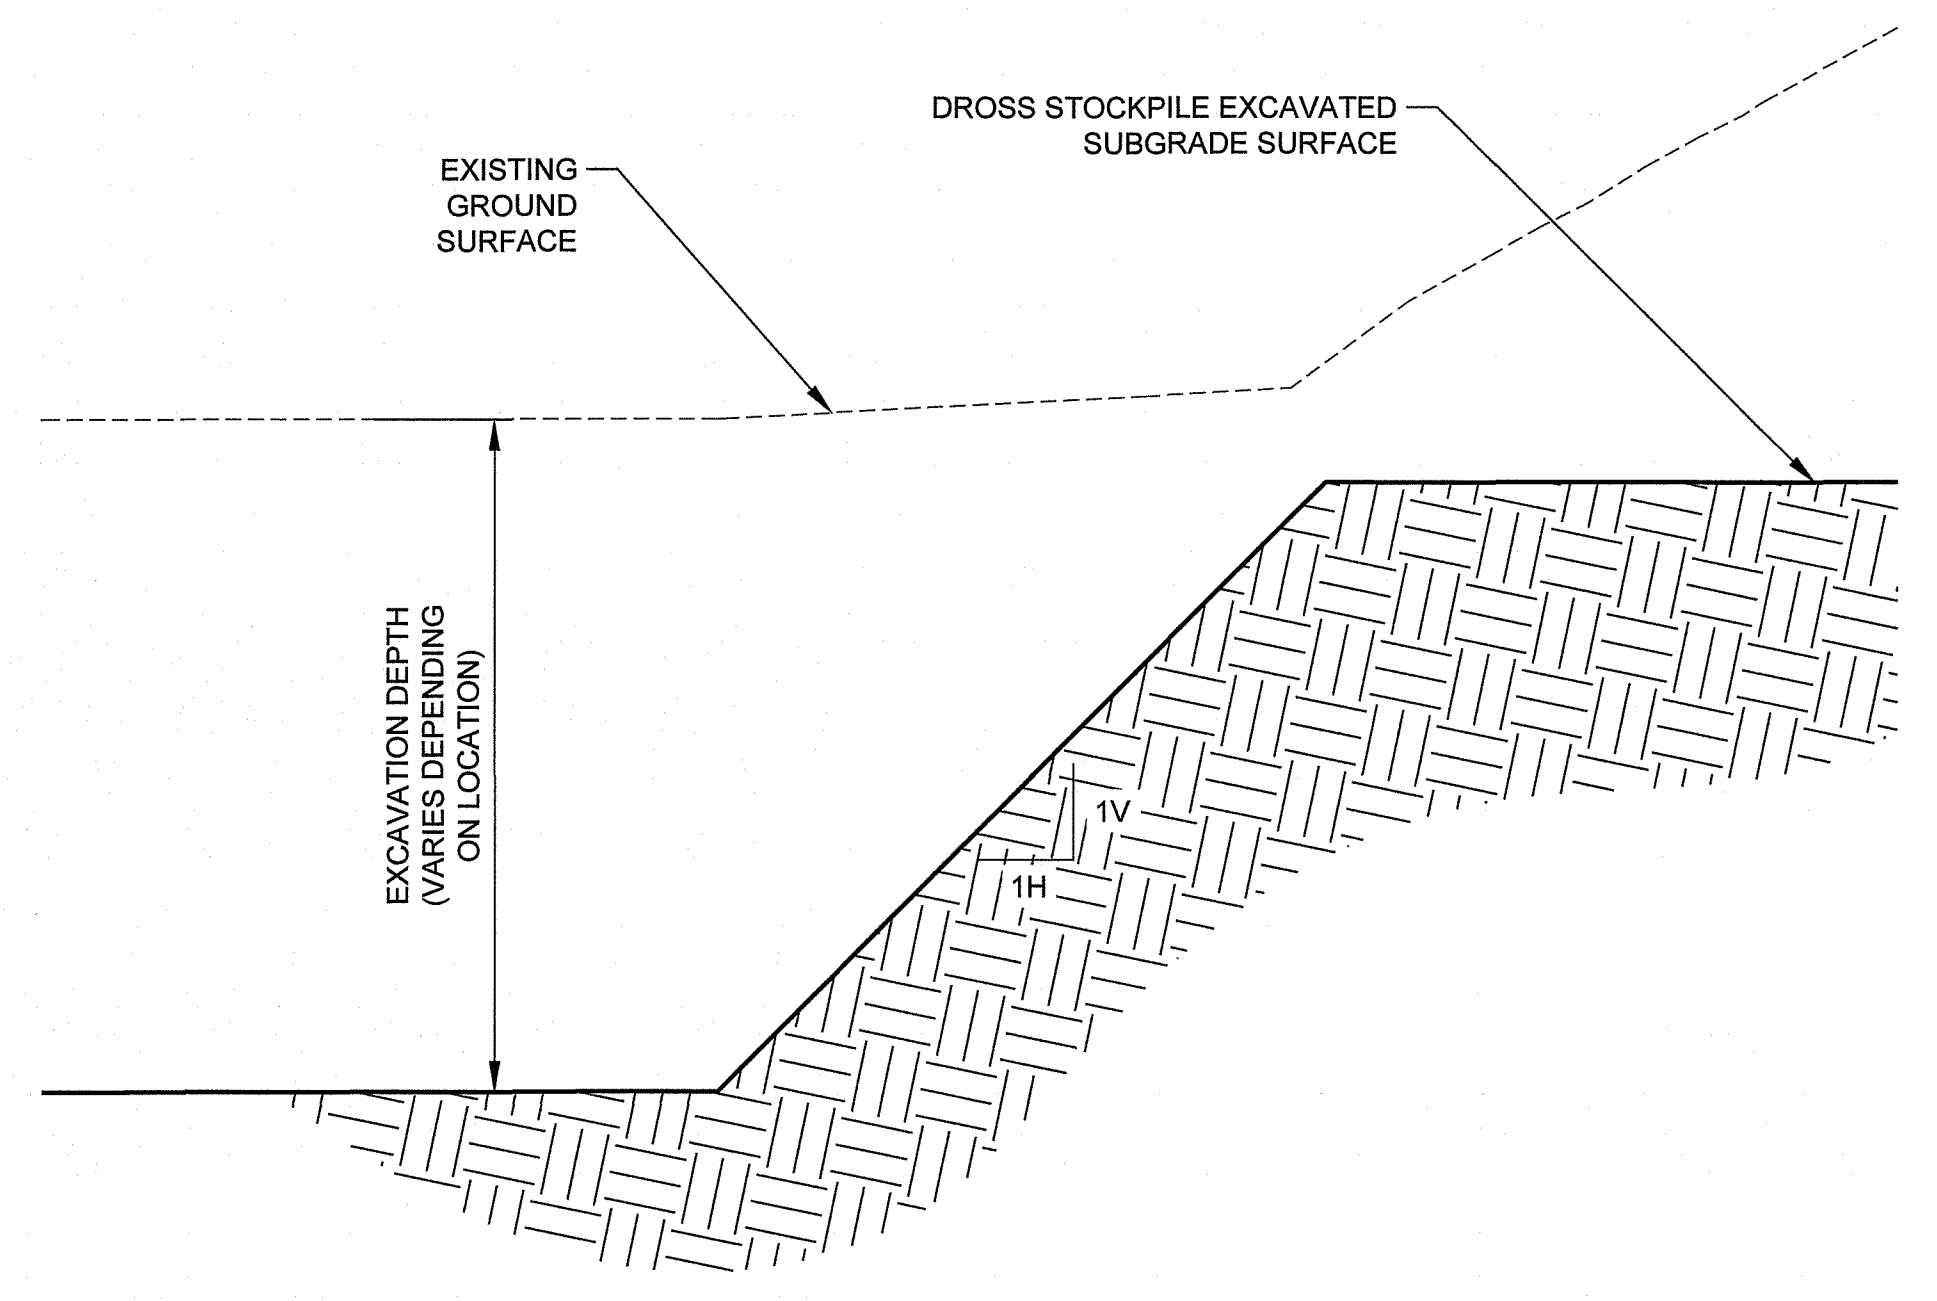 DROSS STOCKPILE EXCAVATED
SUBGRADE SURFACE
EXISTING
GROUND
SURFACE
EXCAVATION DEPTH
(VARIES DEPENDING
ON LOCATION)
1V
1H